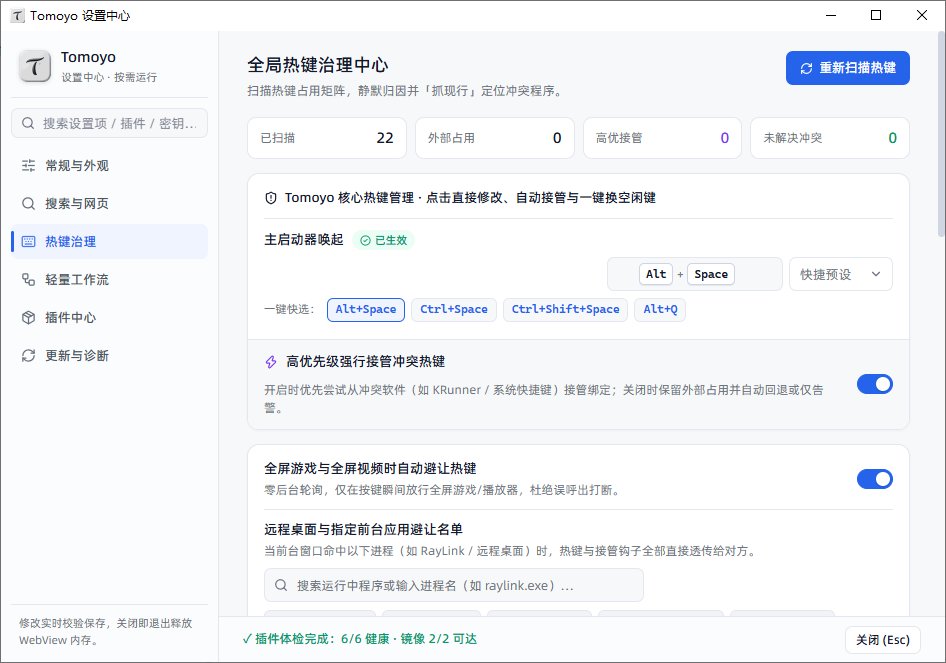 Tomoyo 设置中心
Tomoyo
设置中心 · 按需运行
搜索设置项 / 插件 / 密钥...
常规与外观
搜索与网页
热键治理
轻量工作流
插件中心
更新与诊断
修改实时校验保存，关闭即退出释放
WebView 内存。
全局热键治理中心
扫描热键占用矩阵，静默归因并「抓现行」定位冲突程序。
重新扫描热键
已扫描 22
外部占用 0
高优接管 0
未解决冲突 0
Tomoyo 核心热键管理 · 点击直接修改、自动接管与一键换空闲键
主启动器唤起 已生效
Alt + Space 快捷预设
一键快选： Alt+Space Ctrl+Space Ctrl+Shift+Space Alt+Q
高优先级强行接管冲突热键
开启时优先尝试从冲突软件（如 KRunner / 系统快捷键）接管绑定；关闭时保留外部占用并自动回退或仅告
警。
全屏游戏与全屏视频时自动避让热键
零后台轮询，仅在按键瞬间放行全屏游戏/播放器，杜绝误呼出打断。
远程桌面与指定前台应用避让名单
当前台窗口命中以下进程（如 RayLink / 远程桌面）时，热键与接管钩子全部直接透传给对方。
搜索运行中程序或输入进程名（如 raylink.exe）...
✓ 插件体检完成：6/6 健康 · 镜像 2/2 可达
关闭 (Esc)